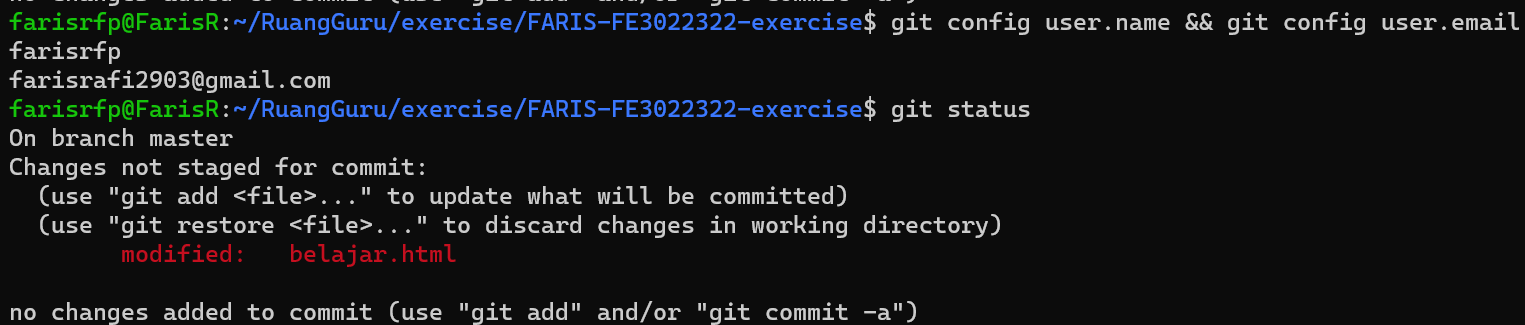 no changes added to commit (use "git add" and/or "git commit -a")
farisrfp@FarisR:~/RuangGuru/exercise/FARIS-FE3022322-exercise$ git config user.name && git config user.email
farisrfp
farisrafi2903@gmail.com
farisrfp@FarisR:~/RuangGuru/exercise/FARIS-FE3022322-exercise$ git status
On branch master
Changes not staged for commit:
  (use "git add <file>..." to update what will be committed)
  (use "git restore <file>..." to discard changes in working directory)
        modified:   belajar.html

no changes added to commit (use "git add" and/or "git commit -a")